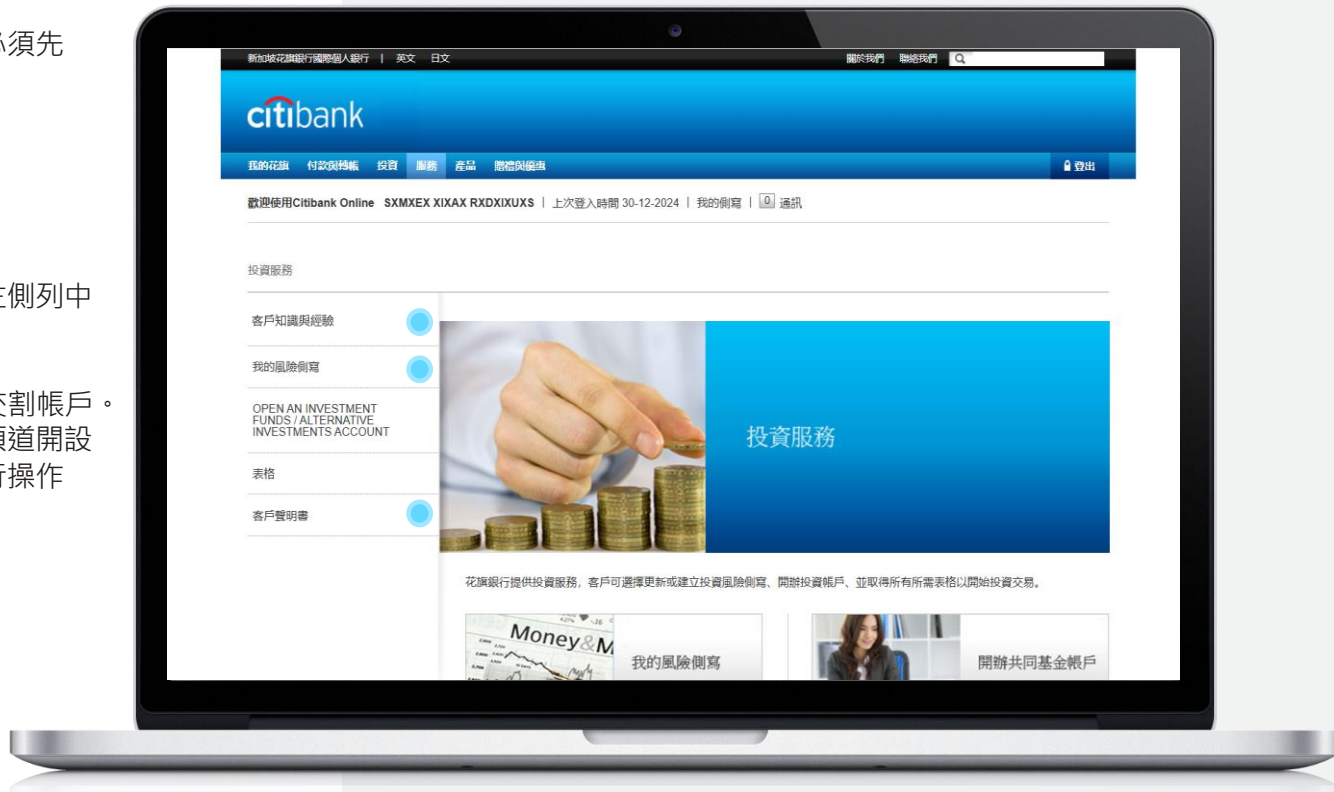 必須先
左側列中
交割帳戶。
頻道開設
行操作
新加坡花旗銀行國際個人銀行 | 英文 日文
關於我們 聯絡我們
citibank
我的花旗 付款與轉帳 投資 服務 產品 贈禮與優惠
登出
歡迎使用Citibank Online SXMXEX XIXAX RXDXIXUXS | 上次登入時間 30-12-2024 | 我的側寫 | 0 通訊
投資服務
客戶知識與經驗
我的風險側寫
OPEN AN INVESTMENT
FUNDS / ALTERNATIVE
INVESTMENTS ACCOUNT
表格
客戶聲明書
投資服務
花旗銀行提供投資服務，客戶可選擇更新或建立投資風險側寫、開辦投資帳戶、並取得所有所需表格以開始投資交易。
Money&M
我的風險側寫
開辦共同基金帳戶